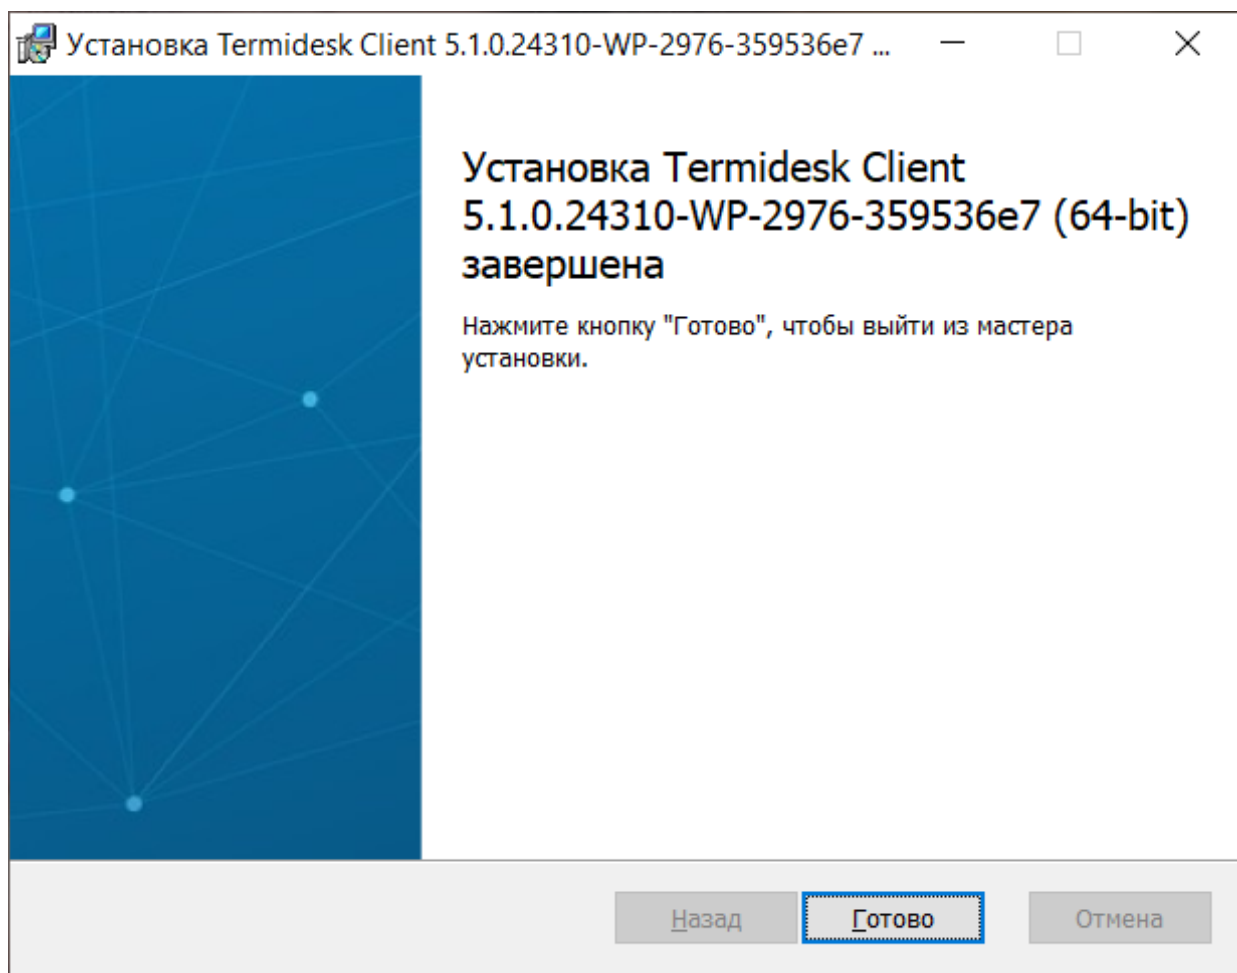 Установка Termidesk Client 5.1.0.24310-WP-2976-359536e7 ...
Установка Termidesk Client
5.1.0.24310-WP-2976-359536e7 (64-bit)
завершена
Нажмите кнопку "Готово", чтобы выйти из мастера
установки.
Назад
Готово
Отмена